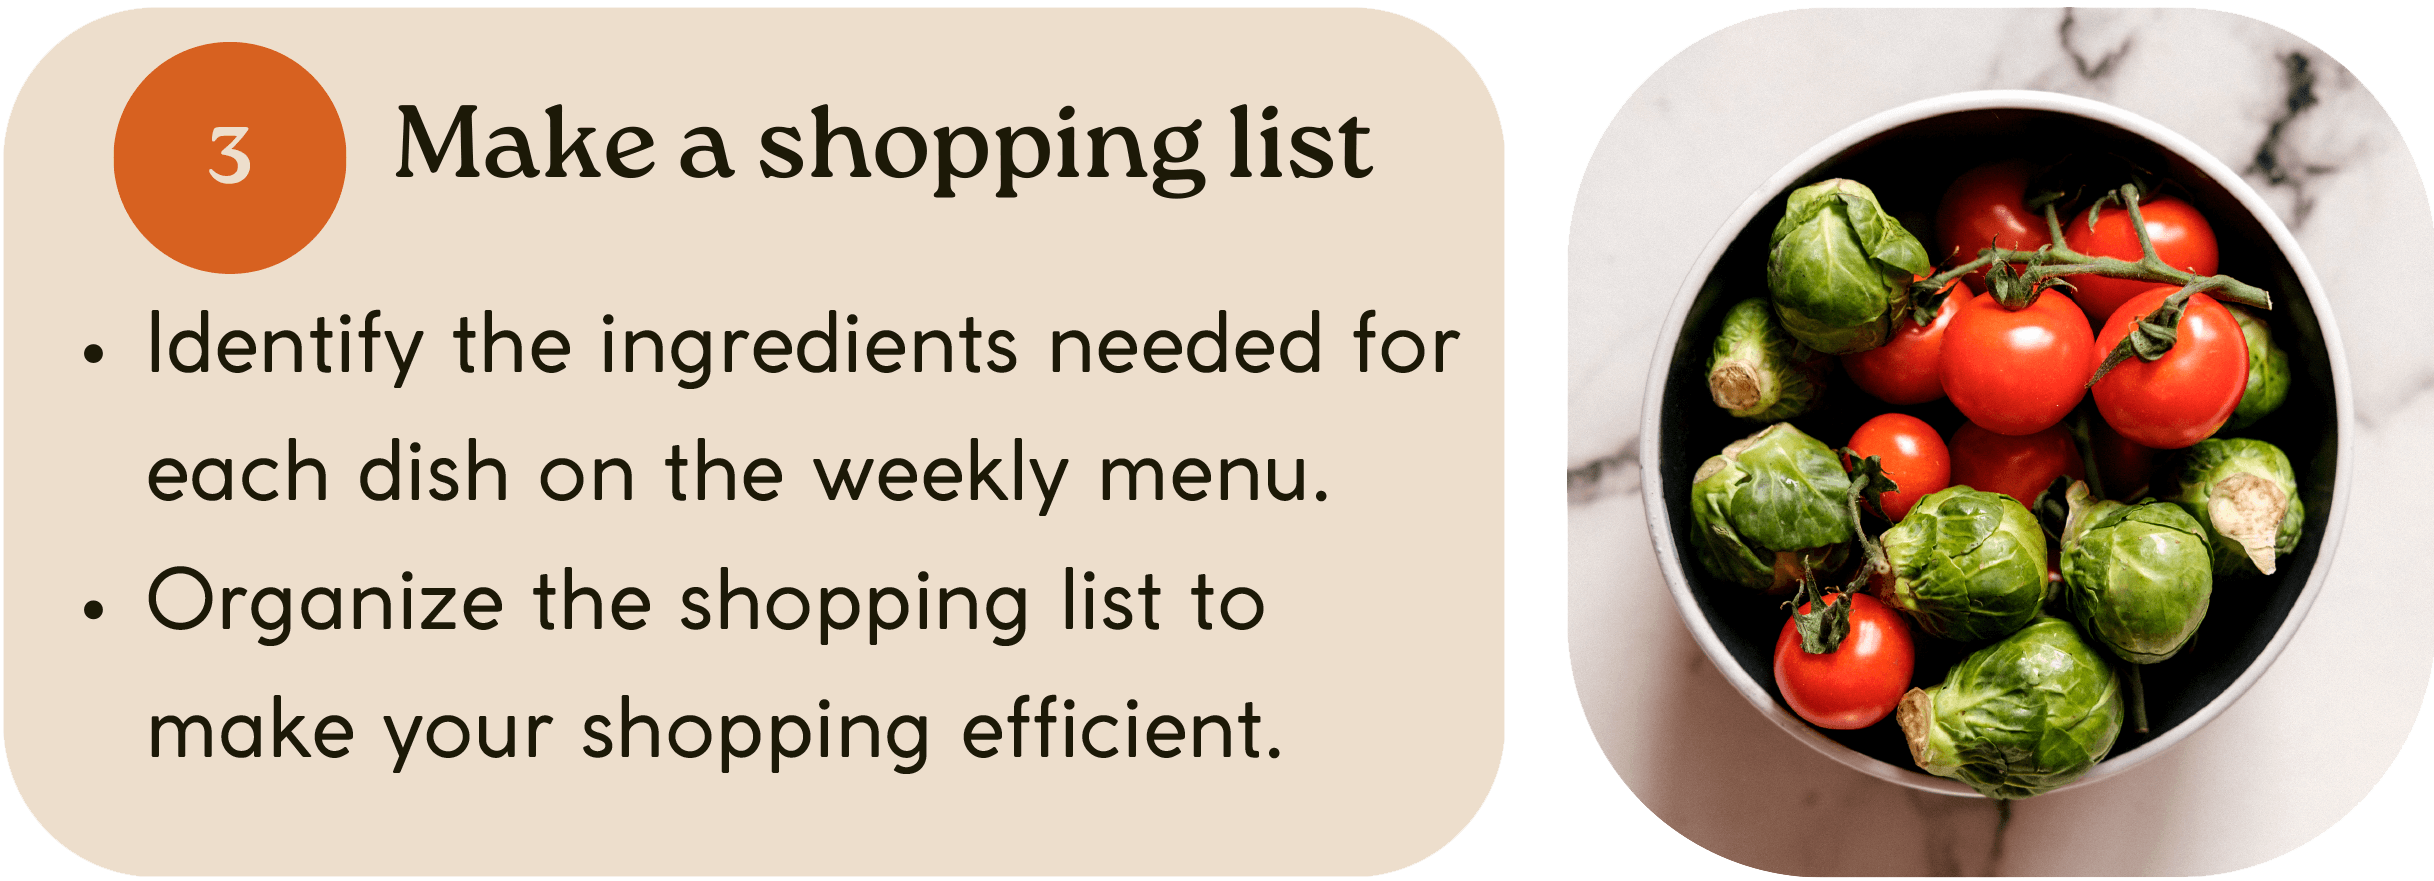 3
Make a shopping list
• Identify the ingredients needed for
each dish on the weekly menu.
• Organize the shopping list to
make your shopping efficient.